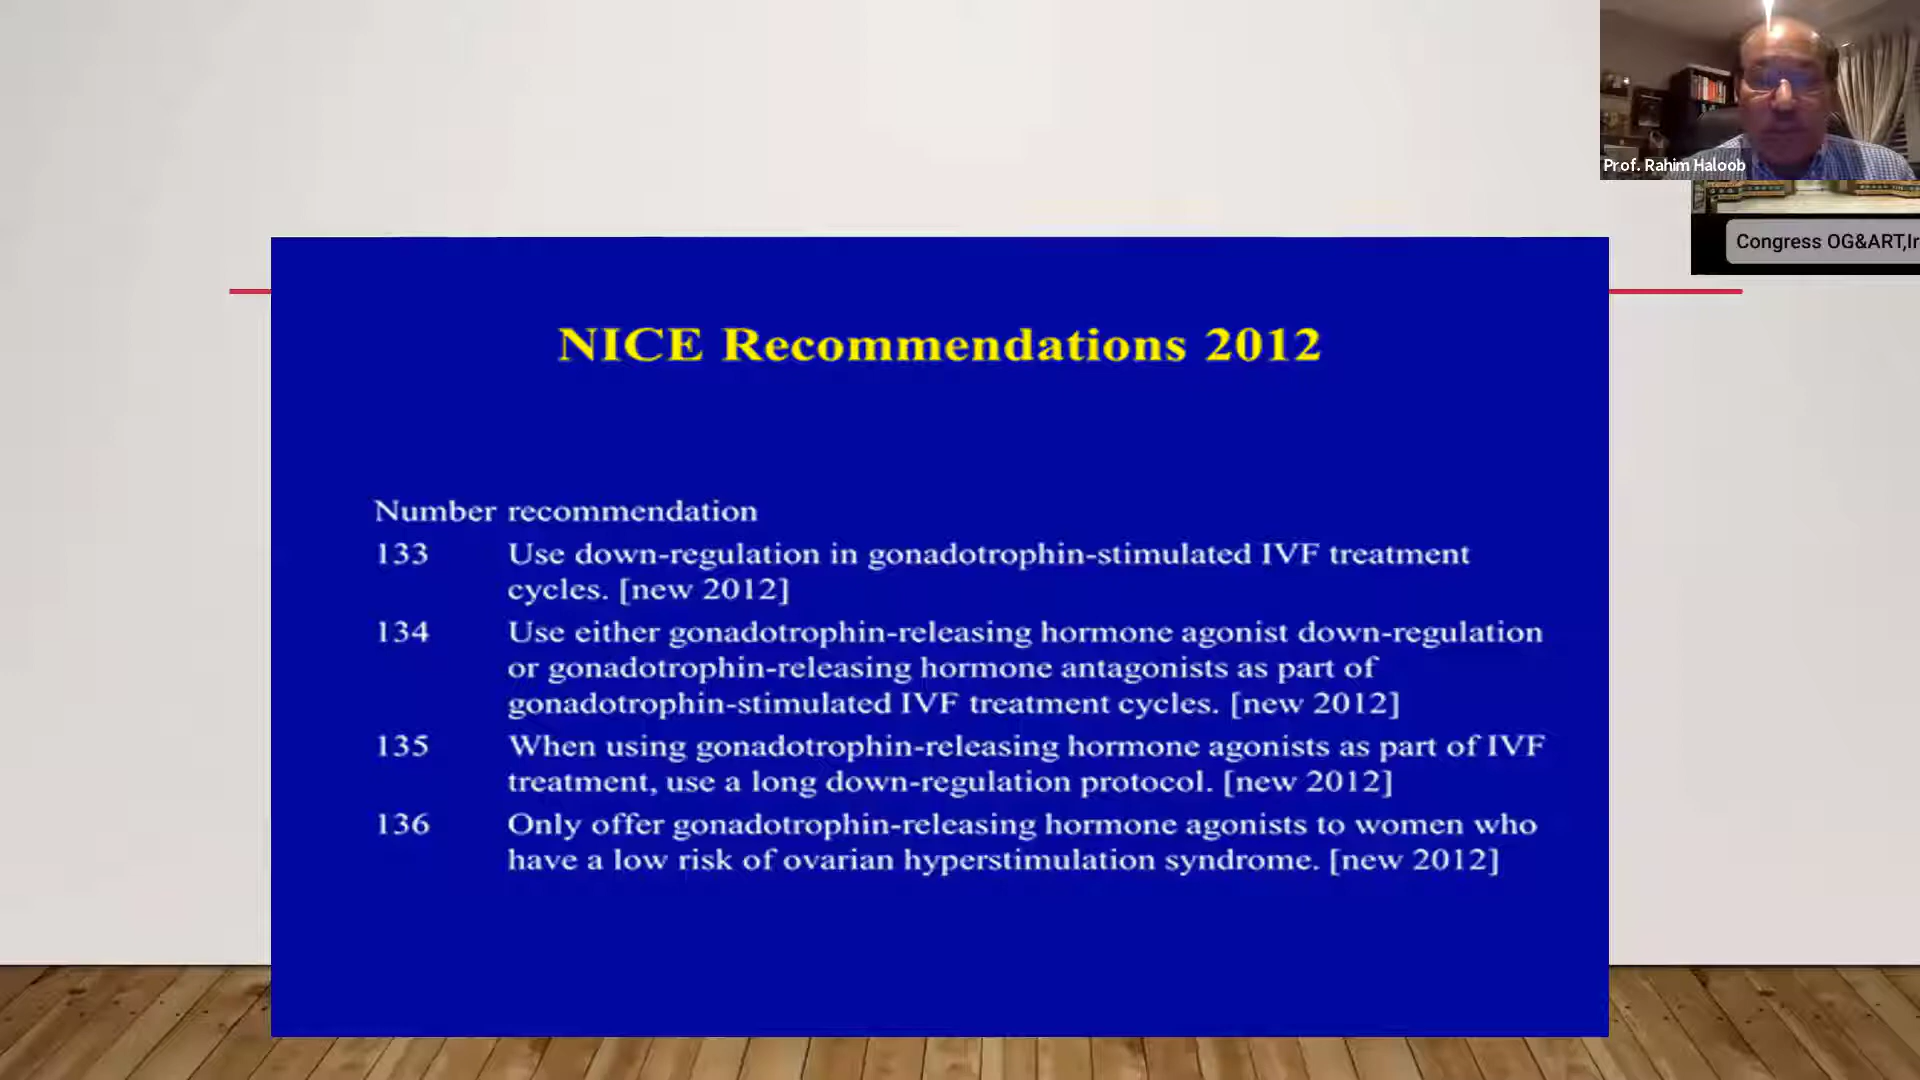 Prof. Rahim Haloob
Congress OG&ART,Ir
NICE Recommendations 2012
Number recommendation
133 Use down-regulation in gonadotrophin-stimulated IVF treatment
cycles. [new 2012]
134 Use either gonadotrophin-releasing hormone agonist down-regulation
or gonadotrophin-releasing hormone antagonists as part of
gonadotrophin-stimulated IVF treatment cycles. [new 2012]
135 When using gonadotrophin-releasing hormone agonists as part of IVF
treatment, use a long down-regulation protocol. [new 2012]
136 Only offer gonadotrophin-releasing hormone agonists to women who
have a low risk of ovarian hyperstimulation syndrome. [new 2012]